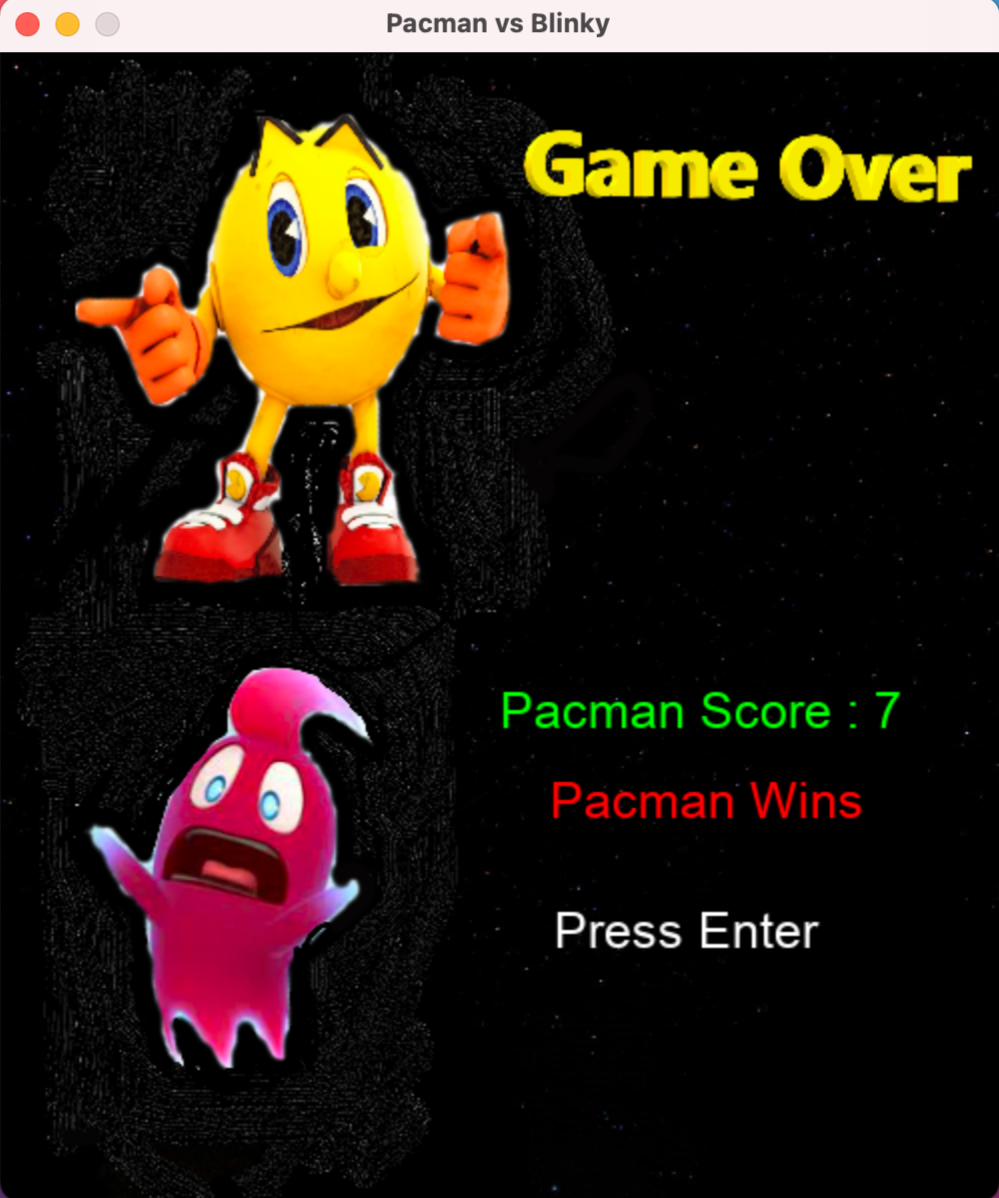 Pacman vs Blinky
Game Over
Pacman Score : 7
Pacman Wins
Press Enter